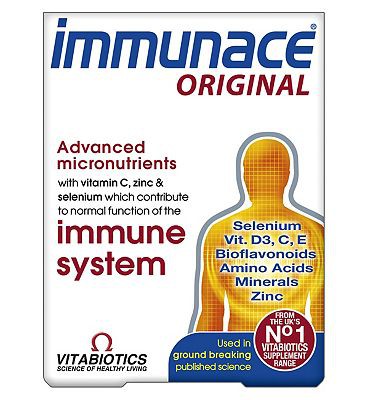 immunace®
ORIGINAL
Advanced
micronutrients
with vitamin C, zinc &
selenium which contribute
to normal function of the
immune
system
Selenium
Vit. D3, C, E
Bioflavonoids
Amino Acids
Minerals
Zinc
FROM
THE UK'S
No1
VITABIOTICS
SUPPLEMENT
RANGE
Used in
ground breaking
published science
VITABIOTICS
SCIENCE OF HEALTHY LIVING